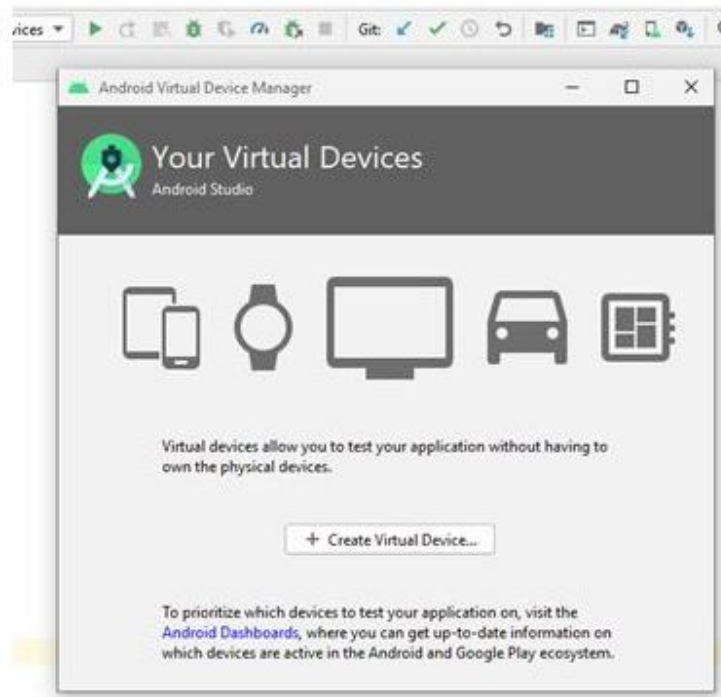 vices
Git:
Android Virtual Device Manager
Your Virtual Devices
Android Studio
Virtual devices allow you to test your application without having to
own the physical devices.
+ Create Virtual Device...
To prioritize which devices to test your application on, visit the
Android Dashboards, where you can get up-to-date information on
which devices are active in the Android and Google Play ecosystem.